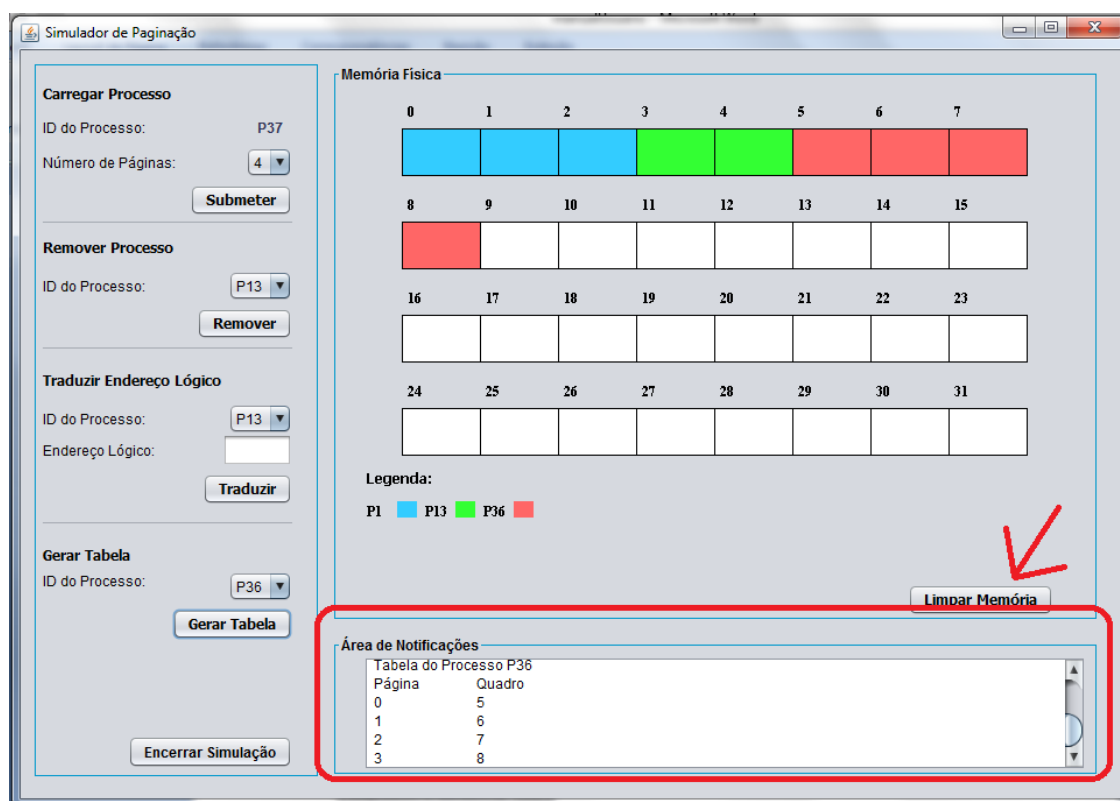 Simulador de Paginação
Carregar Processo
ID do Processo: P37
Número de Páginas: 4
Submeter
Remover Processo
ID do Processo: P13
Remover
Traduzir Endereço Lógico
ID do Processo: P13
Endereço Lógico:
Traduzir
Gerar Tabela
ID do Processo: P36
Gerar Tabela
Encerrar Simulação
Memória Física
0 1 2 3 4 5 6 7
8 9 10 11 12 13 14 15
16 17 18 19 20 21 22 23
24 25 26 27 28 29 30 31
Legenda:
P1 P13 P36
Limpar Memória
Área de Notificações
Tabela do Processo P36
Página Quadro
0 5
1 6
2 7
3 8